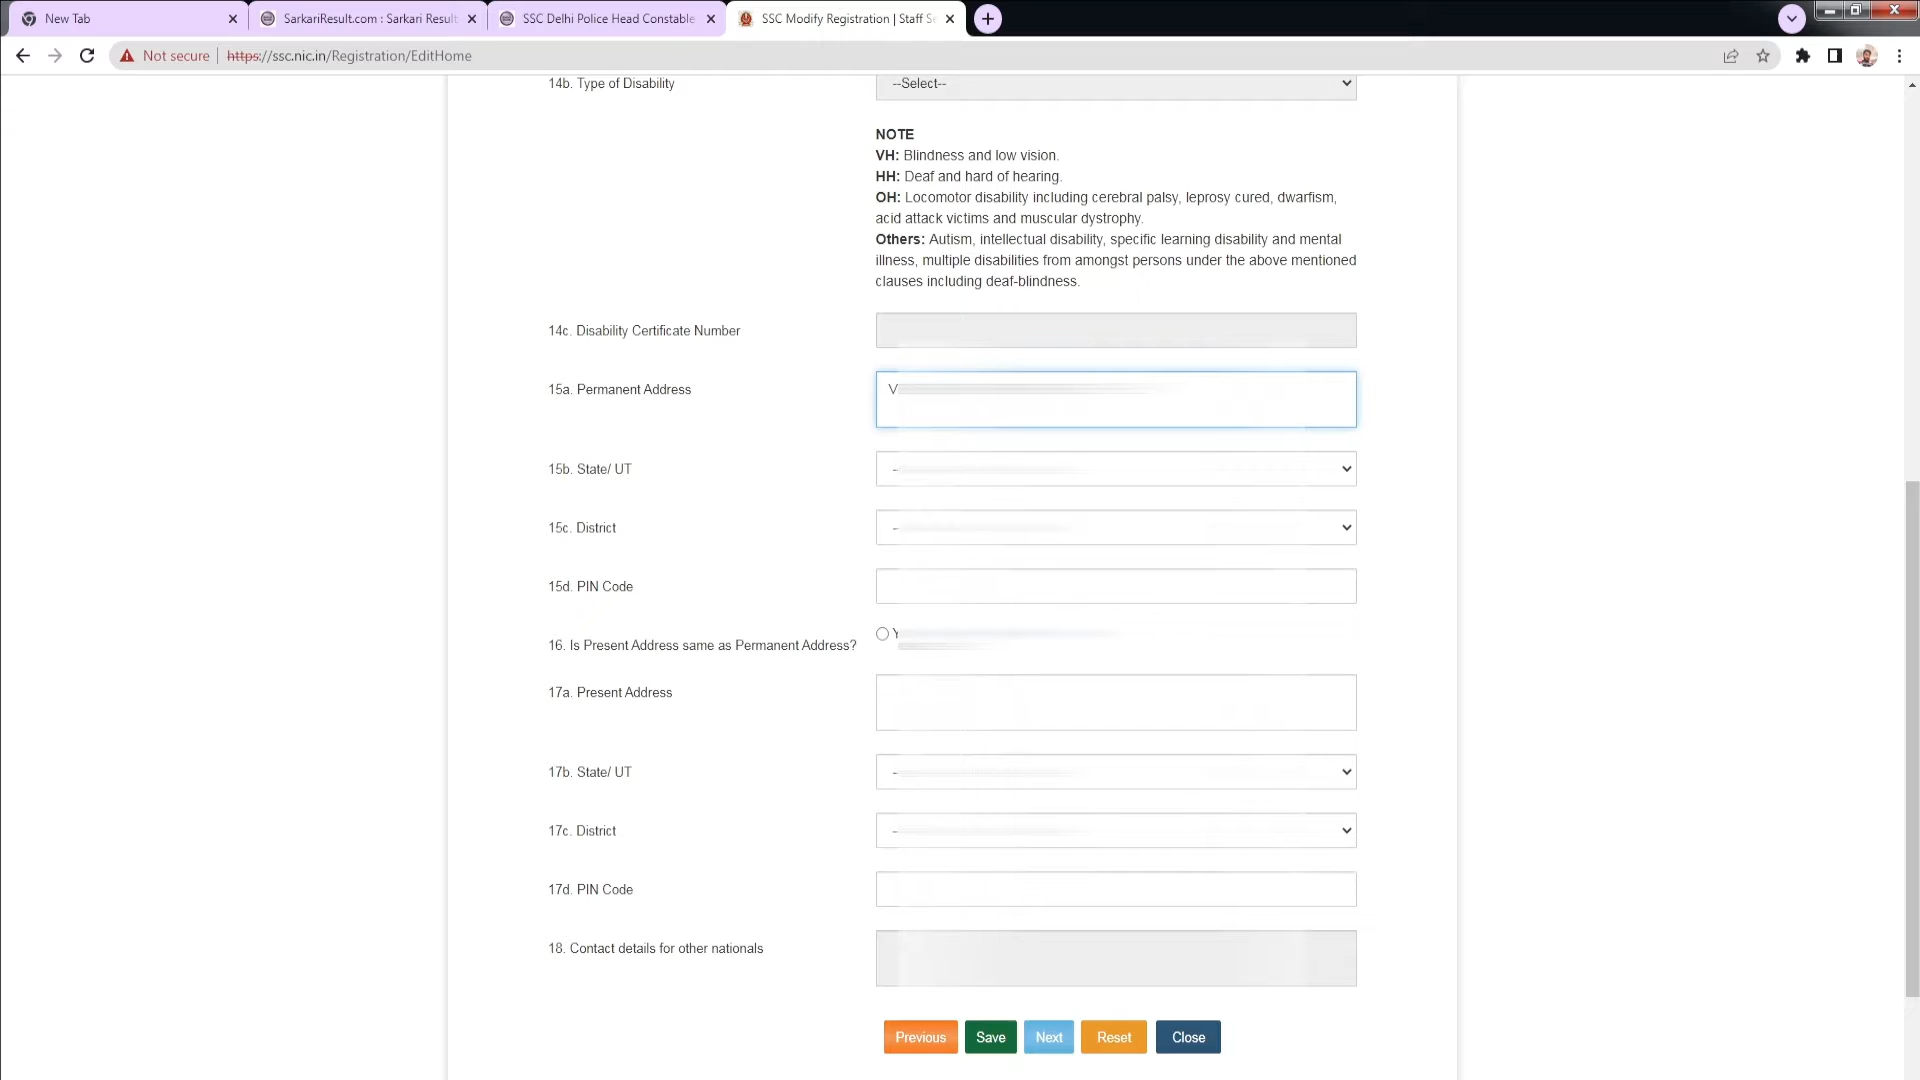 New Tab
SarkariResult.com : Sarkari Result
SSC Delhi Police Head Constable
SSC Modify Registration | Staff Se
Not secure https://ssc.nic.in/Registration/EditHome
14b. Type of Disability
--Select--
NOTE
VH: Blindness and low vision.
HH: Deaf and hard of hearing.
OH: Locomotor disability including cerebral palsy, leprosy cured, dwarfism,
acid attack victims and muscular dystrophy.
Others: Autism, intellectual disability, specific learning disability and mental
illness, multiple disabilities from amongst persons under the above mentioned
clauses including deaf-blindness.
14c. Disability Certificate Number
15a. Permanent Address
V
15b. State/ UT
15c. District
15d. PIN Code
16. Is Present Address same as Permanent Address?
17a. Present Address
17b. State/ UT
17c. District
17d. PIN Code
18. Contact details for other nationals
Previous Save Next Reset Close